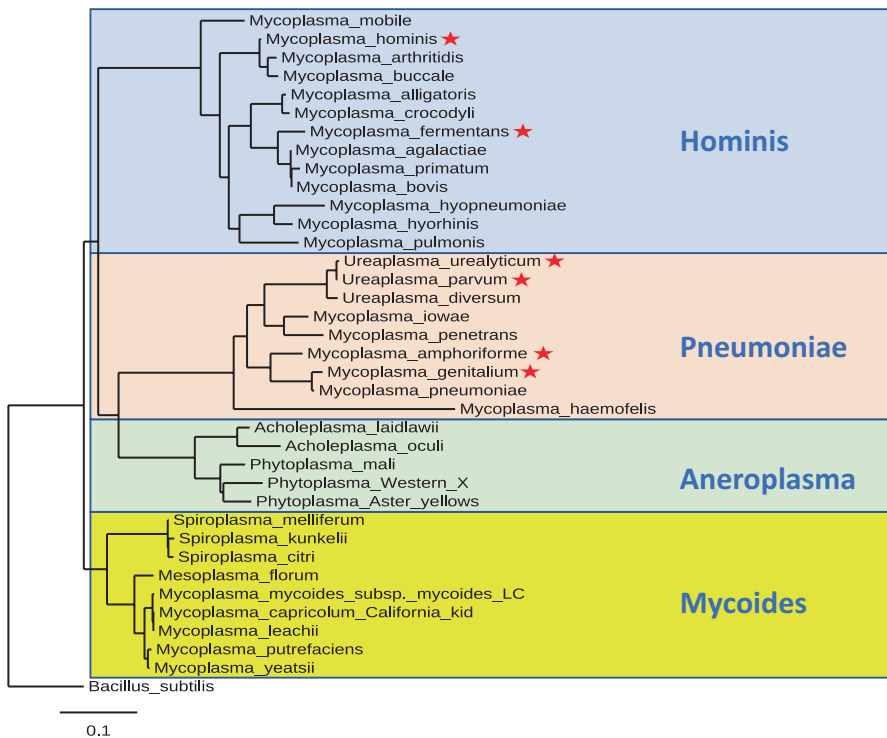 Mycoplasma_mobile
Mycoplasma_hominis
Mycoplasma_arthritidis
Mycoplasma_buccale
Mycoplasma_alligatoris
Mycoplasma_crocodyli
Mycoplasma_fermentans
Mycoplasma_agalactiae
Mycoplasma_primatum
Mycoplasma_bovis
Mycoplasma_hyopneumoniae
Mycoplasma_hyorhinis
Mycoplasma_pulmonis
Hominis
Ureaplasma_urealyticum
Ureaplasma_parvum
Ureaplasma_diversum
Mycoplasma_iowae
Mycoplasma_penetrans
Mycoplasma_amphoriforme
Mycoplasma_genitalium
Mycoplasma_pneumoniae
Mycoplasma_haemofelis
Pneumoniae
Acholeplasma_laidlawii
Acholeplasma_oculi
Phytoplasma_mali
Phytoplasma_Western_X
Phytoplasma_Aster_yellows
Aneroplasma
Spiroplasma_melliferum
Spiroplasma_kunkelii
Spiroplasma_citri
Mesoplasma_florum
Mycoplasma_mycoides_subsp._mycoides_LC
Mycoplasma_capricolum_California_kid
Mycoplasma_leachii
Mycoplasma_putrefaciens
Mycoplasma_yeatsii
Mycoides
Bacillus_subtilis
0.1